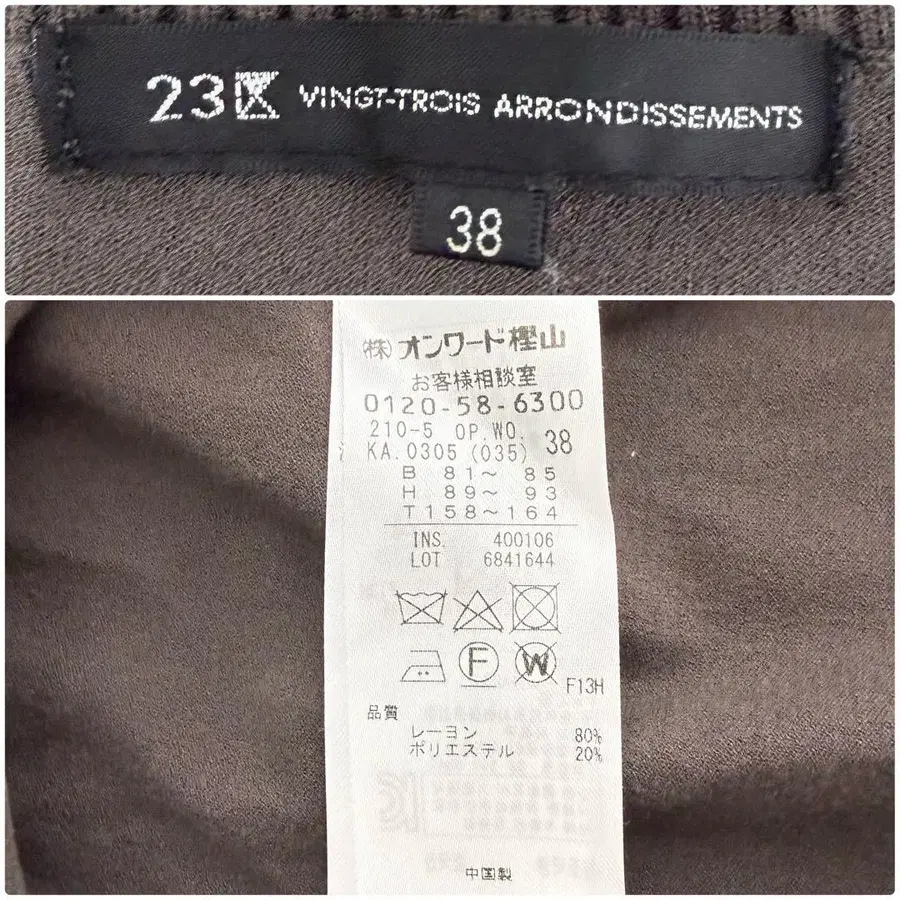 23区 VINGT-TROIS ARRONDISSEMENTS
38
(株)オンワード樫山
お客様相談室
0120-58-6300
210-5 OP.WO. 38
KA.0305 (035)
B 81～ 85
H 89～ 93
T 158～164
INS. 400106
LOT 6841644
F
W
F13H
品質
レーヨン 80%
ポリエステル 20%
中国製